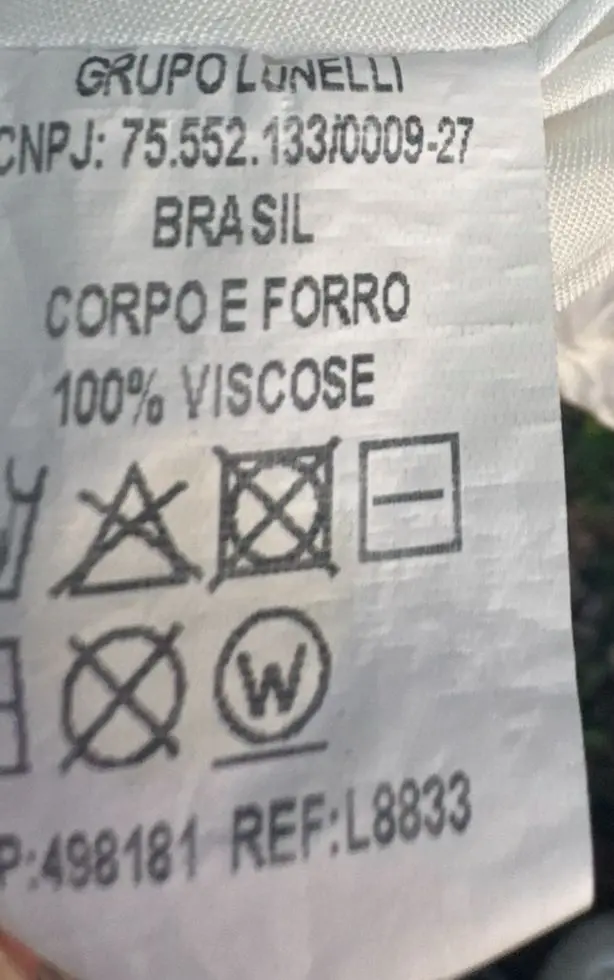 GRUPO LUNELLI
CNPJ: 75.552.133/0009-27
BRASIL
CORPO E FORRO
100% VISCOSE
W
P:498181 REF:L8833